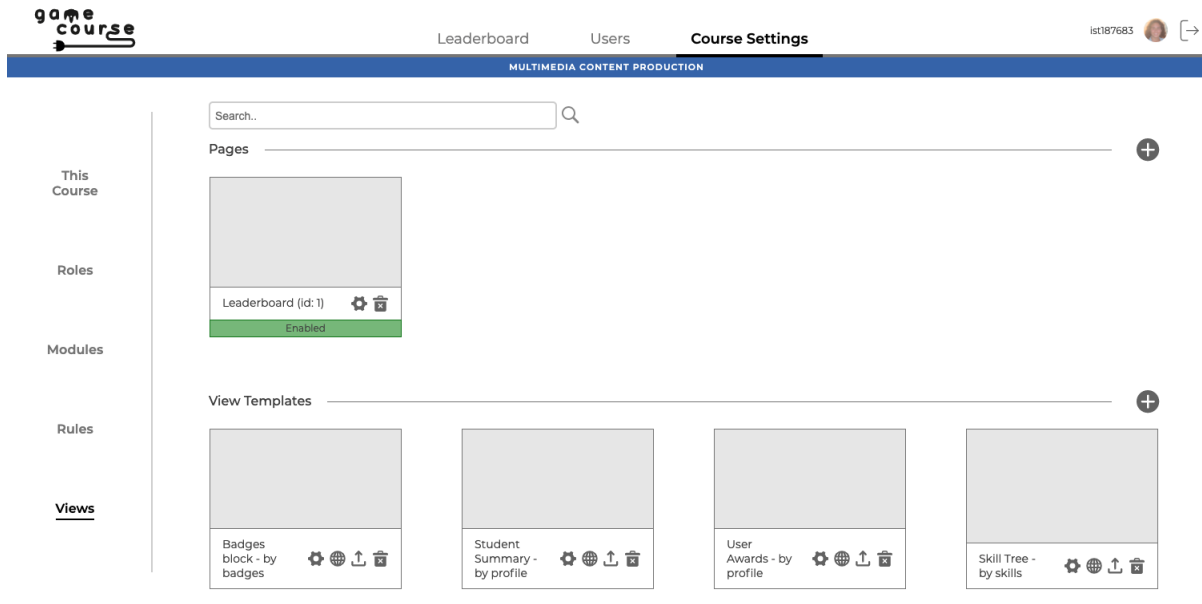 game
course
Leaderboard
Users
Course Settings
ist187683
MULTIMEDIA CONTENT PRODUCTION
Search..
Pages
This
Course
Roles
Modules
Rules
Views
Leaderboard (id: 1)
Enabled
View Templates
Badges
block - by
badges
Student
Summary -
by profile
User
Awards - by
profile
Skill Tree -
by skills